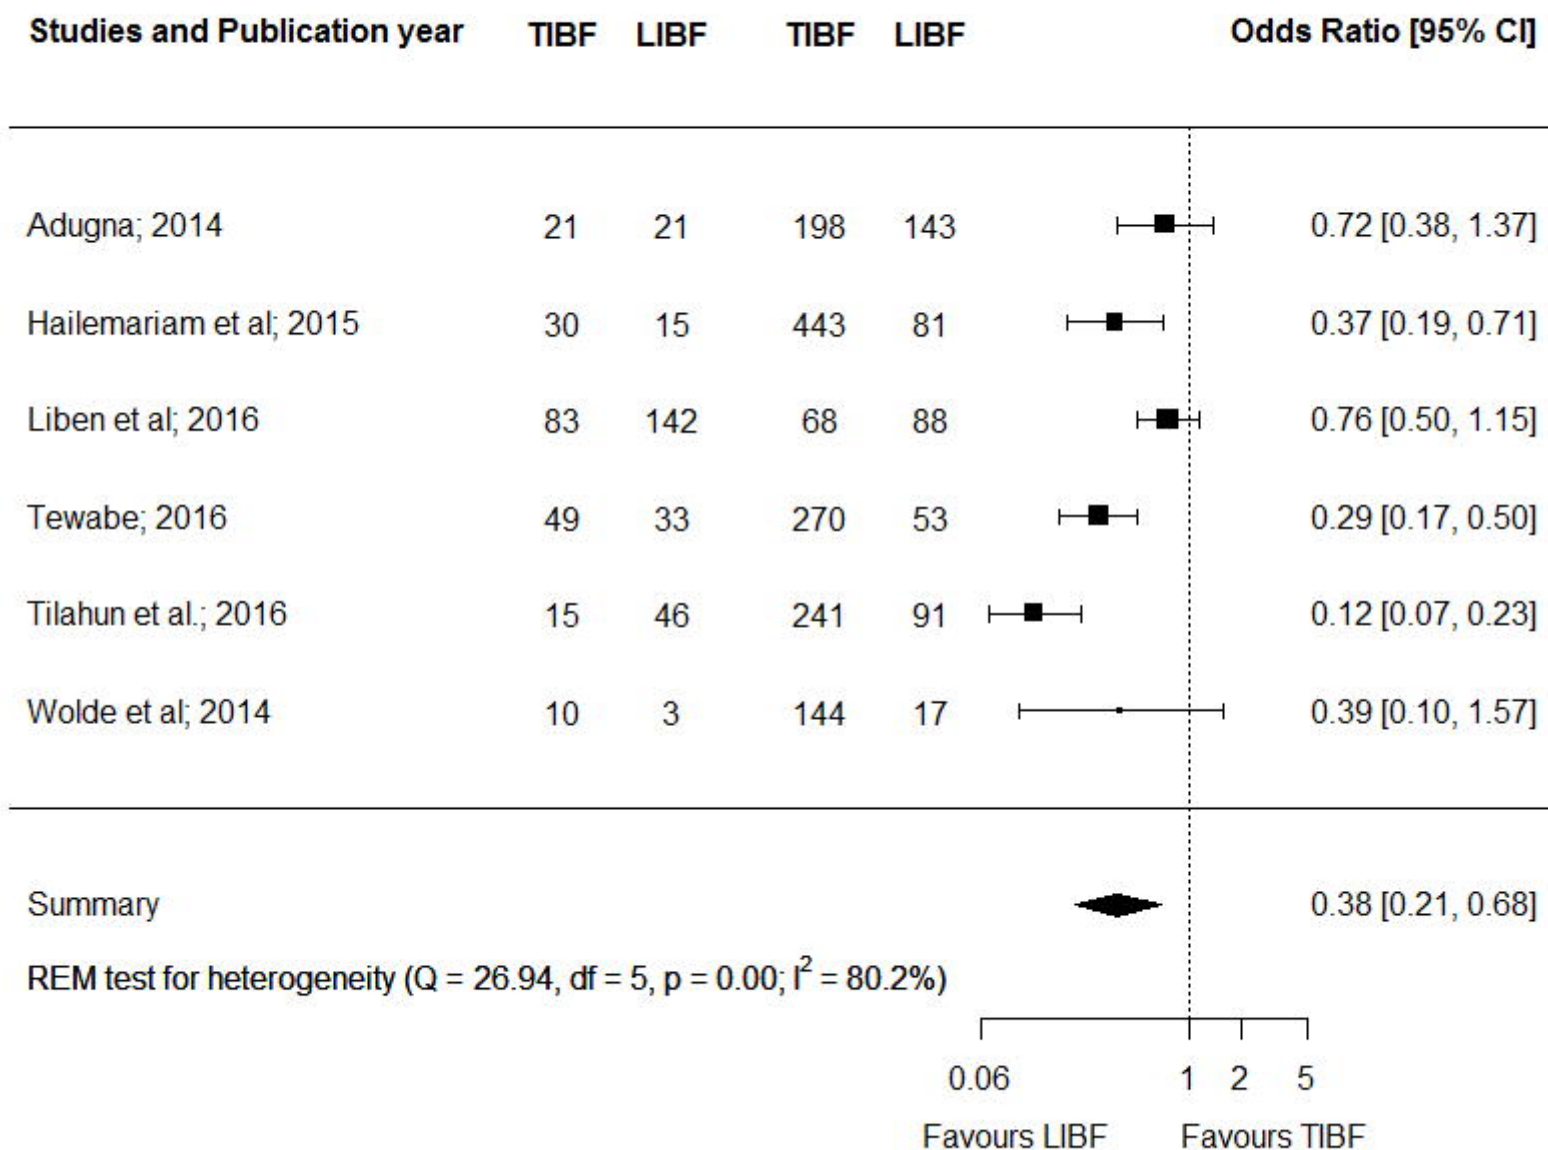 Studies and Publication year TIBF LIBF TIBF LIBF Odds Ratio [95% CI]
Adugna; 2014 21 21 198 143 0.72 [0.38, 1.37]
Hailemariam et al; 2015 30 15 443 81 0.37 [0.19, 0.71]
Liben et al; 2016 83 142 68 88 0.76 [0.50, 1.15]
Tewabe; 2016 49 33 270 53 0.29 [0.17, 0.50]
Tilahun et al.; 2016 15 46 241 91 0.12 [0.07, 0.23]
Wolde et al; 2014 10 3 144 17 0.39 [0.10, 1.57]
Summary 0.38 [0.21, 0.68]
REM test for heterogeneity (Q = 26.94, df = 5, p = 0.00; I² = 80.2%)
0.06 1 2 5
Favours LIBF Favours TIBF